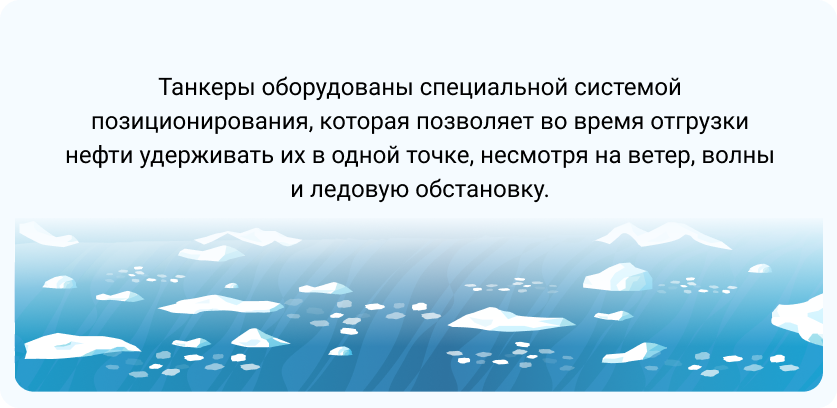 Танкеры оборудованы специальной системой
позиционирования, которая позволяет во время отгрузки
нефти удерживать их в одной точке, несмотря на ветер, волны
и ледовую обстановку.